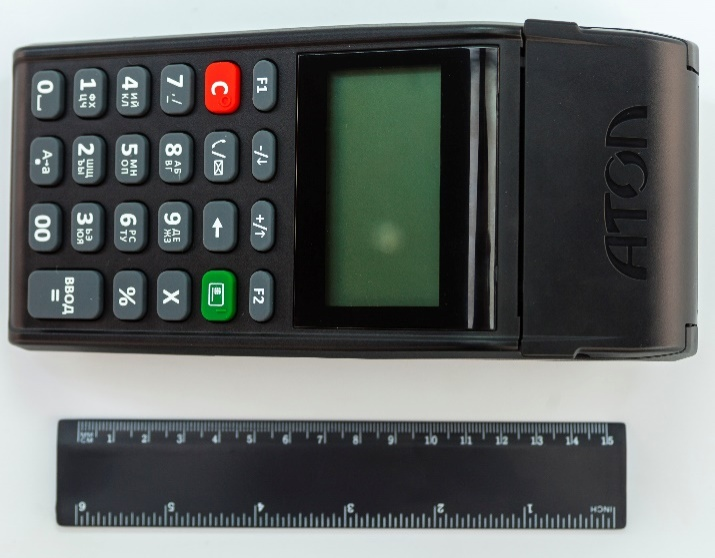 АТОЛ
F1 -/↓ +/↑ F2
C ←
7 ./ 8 АБ ВГ 9 ДЕ ЖЗ X
4 ИЙ КЛ 5 МН ОП 6 РС ТУ %
1 ФХ ЦЧ 2 ШЩ ЪЫ 3 ЬЭ ЮЯ ВВОД =
0 А-а 00
1 2 3 4 5 6 7 8 9 10 11 12 13 14 15
INCH 1 2 3 4 5 6